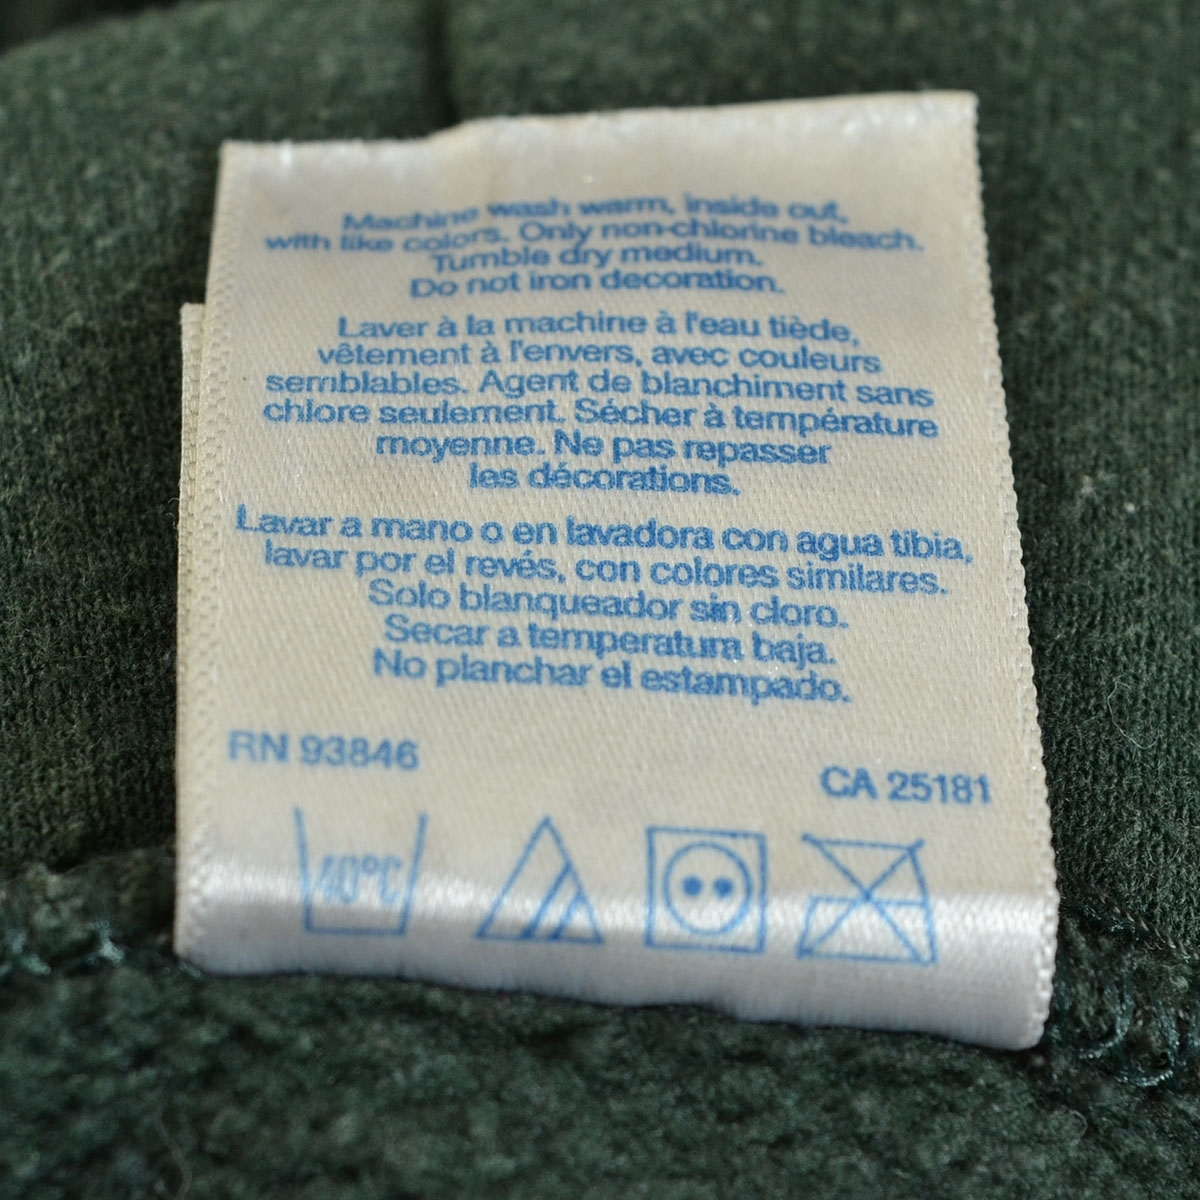 Machine wash warm, inside out,
with like colors. Only non-chlorine bleach.
Tumble dry medium.
Do not iron decoration.
Laver à la machine à l'eau tiède,
vêtement à l'envers, avec couleurs
semblables. Agent de blanchiment sans
chlore seulement. Sécher à température
moyenne. Ne pas repasser
les décorations.
Lavar a mano o en lavadora con agua tibia,
lavar por el revés, con colores similares.
Solo blanqueador sin cloro.
Secar a temperatura baja.
No planchar el estampado.
RN 93846
CA 25181
40°C